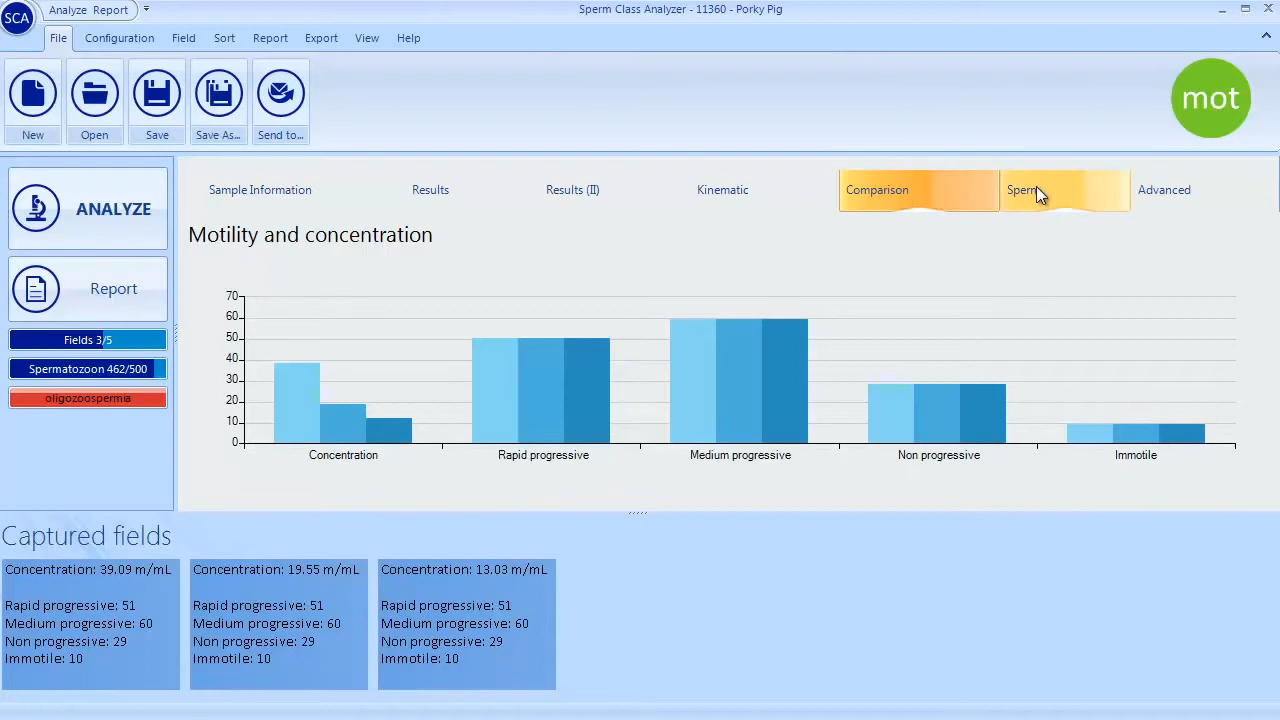 SCA
Analyze Report
Sperm Class Analyzer - 11360 - Porky Pig
File Configuration Field Sort Report Export View Help
New Open Save Save As... Send to...
mot
ANALYZE
Report
Fields 3/5
Spermatozoon 462/500
oligozoospermia
Sample Information Results Results (II) Kinematic Comparison Sperm Advanced
Motility and concentration
70
60
50
40
30
20
10
0
Concentration Rapid progressive Medium progressive Non progressive Immotile
Captured fields
Concentration: 39.09 m/mL
Rapid progressive: 51
Medium progressive: 60
Non progressive: 29
Immotile: 10
Concentration: 19.55 m/mL
Rapid progressive: 51
Medium progressive: 60
Non progressive: 29
Immotile: 10
Concentration: 13.03 m/mL
Rapid progressive: 51
Medium progressive: 60
Non progressive: 29
Immotile: 10